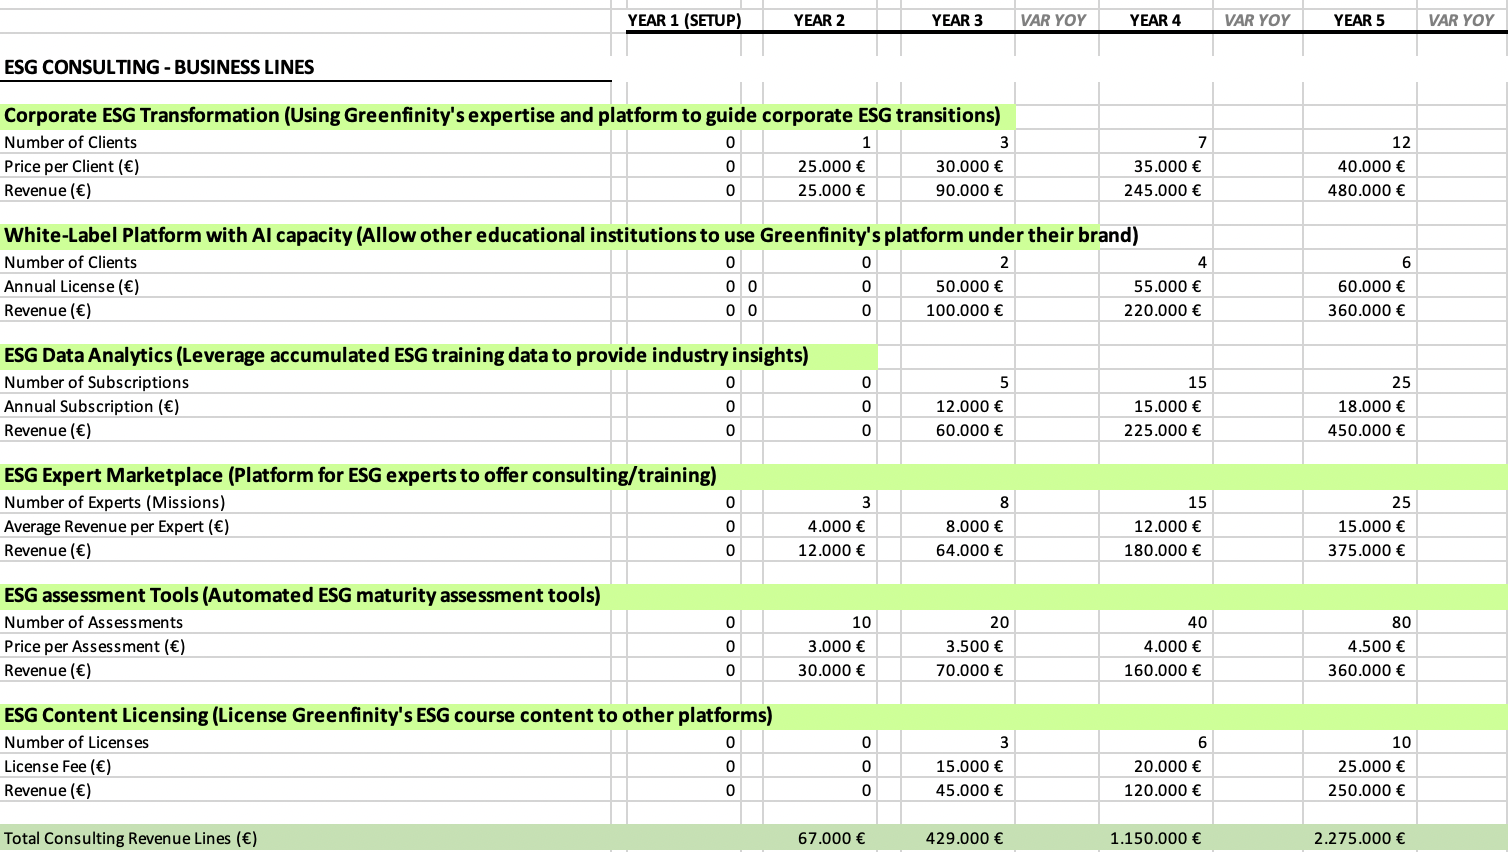 YEAR 1 (SETUP) YEAR 2 YEAR 3 VAR YOY YEAR 4 VAR YOY YEAR 5 VAR YOY
ESG CONSULTING - BUSINESS LINES
Corporate ESG Transformation (Using Greenfinity's expertise and platform to guide corporate ESG transitions)
Number of Clients 0 1 3 7 12
Price per Client (€) 0 25.000 € 30.000 € 35.000 € 40.000 €
Revenue (€) 0 25.000 € 90.000 € 245.000 € 480.000 €
White-Label Platform with AI capacity (Allow other educational institutions to use Greenfinity's platform under their brand)
Number of Clients 0 0 2 4 6
Annual License (€) 0 0 0 50.000 € 55.000 € 60.000 €
Revenue (€) 0 0 0 100.000 € 220.000 € 360.000 €
ESG Data Analytics (Leverage accumulated ESG training data to provide industry insights)
Number of Subscriptions 0 0 5 15 25
Annual Subscription (€) 0 0 12.000 € 15.000 € 18.000 €
Revenue (€) 0 0 60.000 € 225.000 € 450.000 €
ESG Expert Marketplace (Platform for ESG experts to offer consulting/training)
Number of Experts (Missions) 0 3 8 15 25
Average Revenue per Expert (€) 0 4.000 € 8.000 € 12.000 € 15.000 €
Revenue (€) 0 12.000 € 64.000 € 180.000 € 375.000 €
ESG assessment Tools (Automated ESG maturity assessment tools)
Number of Assessments 0 10 20 40 80
Price per Assessment (€) 0 3.000 € 3.500 € 4.000 € 4.500 €
Revenue (€) 0 30.000 € 70.000 € 160.000 € 360.000 €
ESG Content Licensing (License Greenfinity's ESG course content to other platforms)
Number of Licenses 0 0 3 6 10
License Fee (€) 0 0 15.000 € 20.000 € 25.000 €
Revenue (€) 0 0 45.000 € 120.000 € 250.000 €
Total Consulting Revenue Lines (€) 67.000 € 429.000 € 1.150.000 € 2.275.000 €